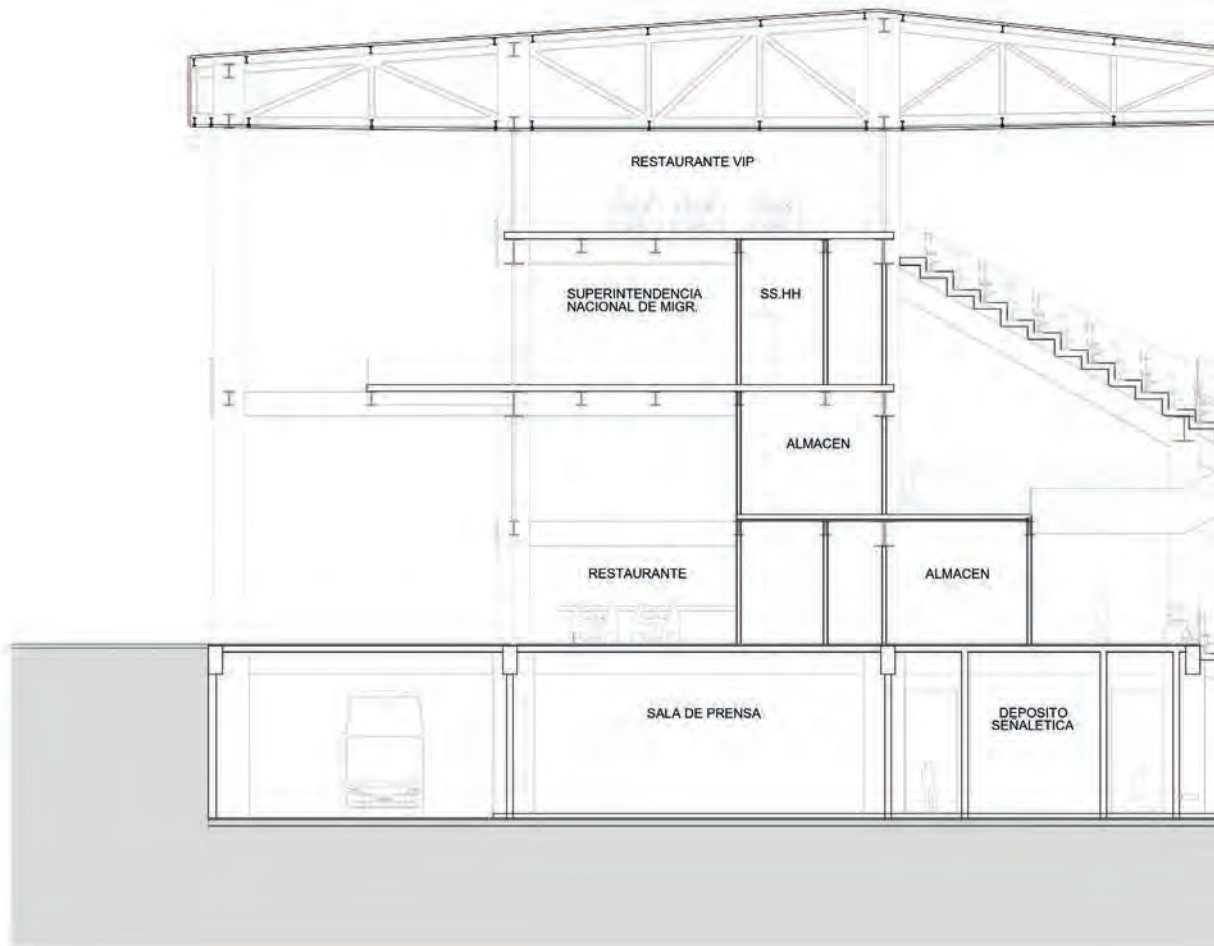 RESTAURANTE VIP
SUPERINTENDENCIA
NACIONAL DE MIGR.
SS.HH
ALMACEN
RESTAURANTE
ALMACEN
SALA DE PRENSA
DEPOSITO
SEÑALETICA